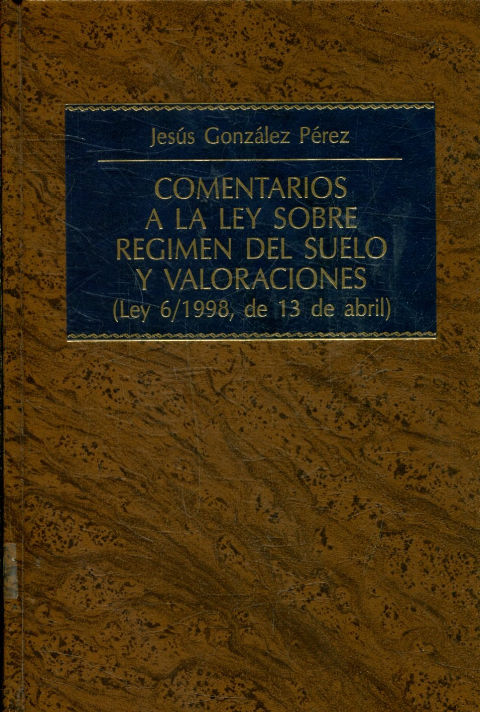 Jesús González Pérez
COMENTARIOS
A LA LEY SOBRE
REGIMEN DEL SUELO
Y VALORACIONES
(Ley 6/1998, de 13 de abril)